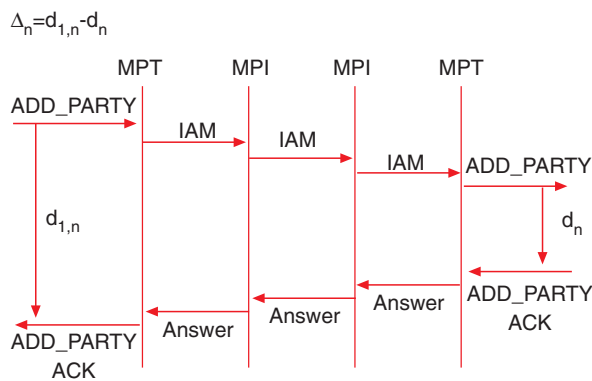 Δn=d1,n-dn
MPT MPI MPI MPT
ADD_PARTY
IAM
IAM
IAM
ADD_PARTY
d1,n
dn
Answer
Answer
Answer
ADD_PARTY
ACK
ADD_PARTY
ACK